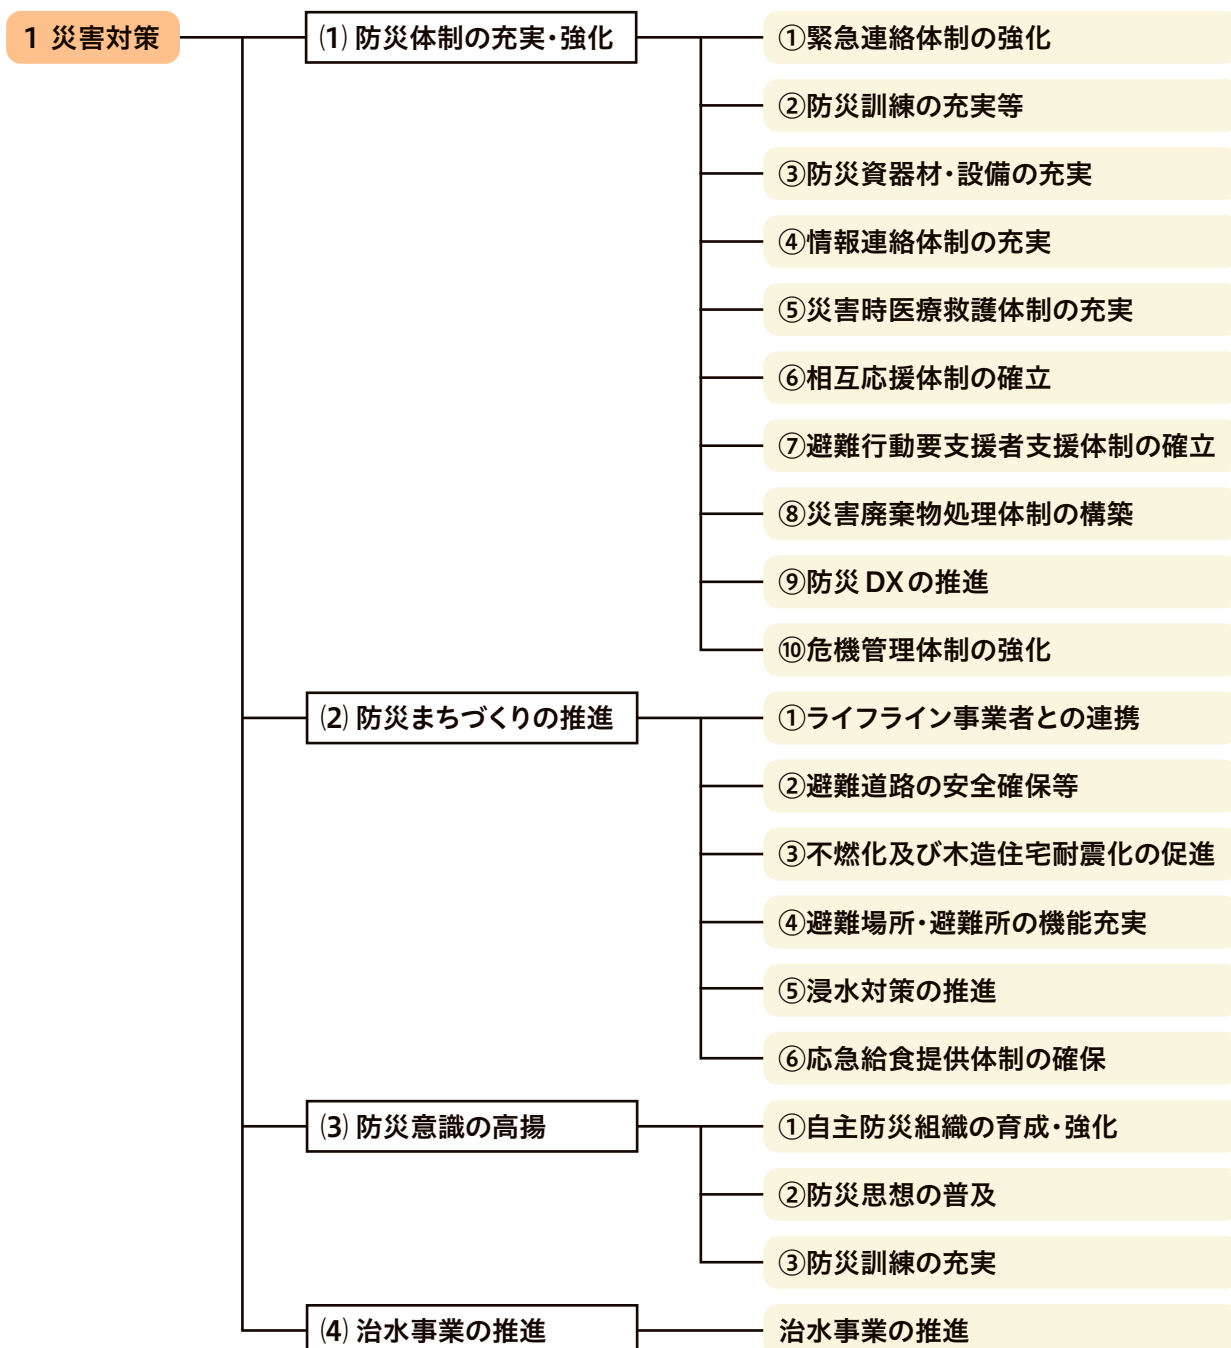 1 災害対策
⑴ 防災体制の充実・強化
①緊急連絡体制の強化
②防災訓練の充実等
③防災資器材・設備の充実
④情報連絡体制の充実
⑤災害時医療救護体制の充実
⑥相互応援体制の確立
⑦避難行動要支援者支援体制の確立
⑧災害廃棄物処理体制の構築
⑨防災 DXの推進
⑩危機管理体制の強化
⑵ 防災まちづくりの推進
①ライフライン事業者との連携
②避難道路の安全確保等
③不燃化及び木造住宅耐震化の促進
④避難場所・避難所の機能充実
⑤浸水対策の推進
⑥応急給食提供体制の確保
⑶ 防災意識の高揚
①自主防災組織の育成・強化
②防災思想の普及
③防災訓練の充実
⑷ 治水事業の推進
治水事業の推進